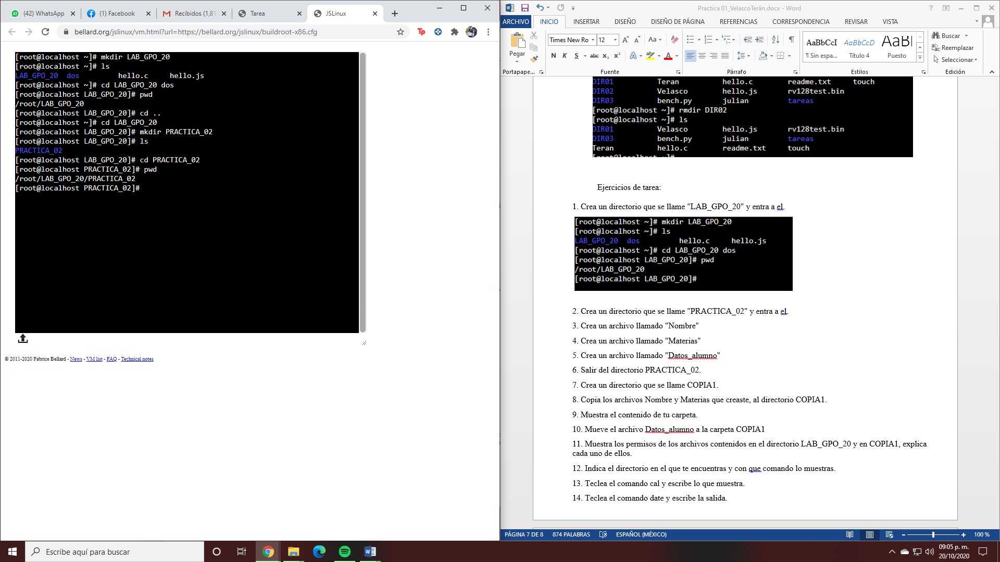 (42) WhatsApp
(1) Facebook
Recibidos (1,81
Tarea
JSLinux
bellard.org/jslinux/vm.html?url=https://bellard.org/jslinux/buildroot-x86.cfg
[root@localhost ~]# mkdir LAB_GPO_20
[root@localhost ~]# ls
LAB_GPO_20 dos hello.c hello.js
[root@localhost ~]# cd LAB_GPO_20 dos
[root@localhost LAB_GPO_20]# pwd
/root/LAB_GPO_20
[root@localhost LAB_GPO_20]# cd ..
[root@localhost ~]# cd LAB_GPO_20
[root@localhost LAB_GPO_20]# mkdir PRACTICA_02
[root@localhost LAB_GPO_20]# ls
PRACTICA_02
[root@localhost LAB_GPO_20]# cd PRACTICA_02
[root@localhost PRACTICA_02]# pwd
/root/LAB_GPO_20/PRACTICA_02
[root@localhost PRACTICA_02]#
© 2011-2020 Fabrice Bellard - News - VM list - FAQ - Technical notes
Practica 01_VelascoTerán.docx - Word
ARCHIVO INICIO INSERTAR DISEÑO DISEÑO DE PÁGINA REFERENCIAS CORRESPONDENCIA REVISAR VISTA
Pegar
Times New Ro 12
N K S abc x₂ x²
AaBbCcI AaBbCcD AaBl
¶ Sin espa... Título 4 Puesto
Buscar
Reemplazar
Seleccionar
Portapape... Fuente Párrafo Estilos Edición
DIR01 Teran hello.c readme.txt touch
DIR02 Velasco hello.js rv128test.bin
DIR03 bench.py julian tareas
[root@localhost ~]# rmdir DIR02
[root@localhost ~]# ls
DIR01 Velasco hello.js rv128test.bin
DIR03 bench.py julian tareas
Teran hello.c readme.txt touch
[root@localhost ~]#
Ejercicios de tarea:
1. Crea un directorio que se llame "LAB_GPO_20" y entra a el.
[root@localhost ~]# mkdir LAB_GPO_20
[root@localhost ~]# ls
LAB_GPO_20 dos hello.c hello.js
[root@localhost ~]# cd LAB_GPO_20 dos
[root@localhost LAB_GPO_20]# pwd
/root/LAB_GPO_20
[root@localhost LAB_GPO_20]#
2. Crea un directorio que se llame "PRACTICA_02" y entra a el.
3. Crea un archivo llamado "Nombre"
4. Crea un archivo llamado "Materias"
5. Crea un archivo llamado "Datos_alumno"
6. Salir del directorio PRACTICA_02.
7. Crea un directorio que se llame COPIA1.
8. Copia los archivos Nombre y Materias que creaste, al directorio COPIA1.
9. Muestra el contenido de tu carpeta.
10. Mueve el archivo Datos_alumno a la carpeta COPIA1
11. Muestra los permisos de los archivos contenidos en el directorio LAB_GPO_20 y en COPIA1, explica
cada uno de ellos.
12. Indica el directorio en el que te encuentras y con que comando lo muestras.
13. Teclea el comando cal y escribe lo que muestra.
14. Teclea el comando date y escribe la salida.
PÁGINA 7 DE 8 874 PALABRAS ESPAÑOL (MÉXICO) 100 %
Escribe aquí para buscar
09:05 p. m.
20/10/2020